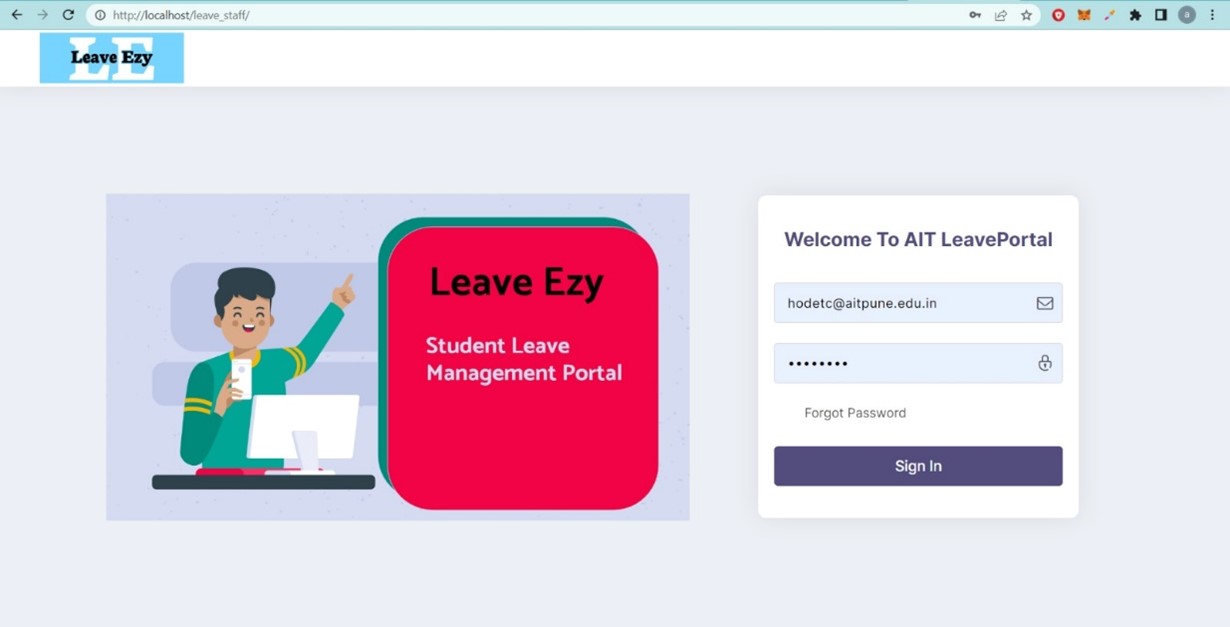 http://localhost/leave_staff/
a
LE
Leave Ezy
Leave Ezy
Student Leave
Management Portal
Welcome To AIT LeavePortal
hodetc@aitpune.edu.in
••••••••
Forgot Password
Sign In